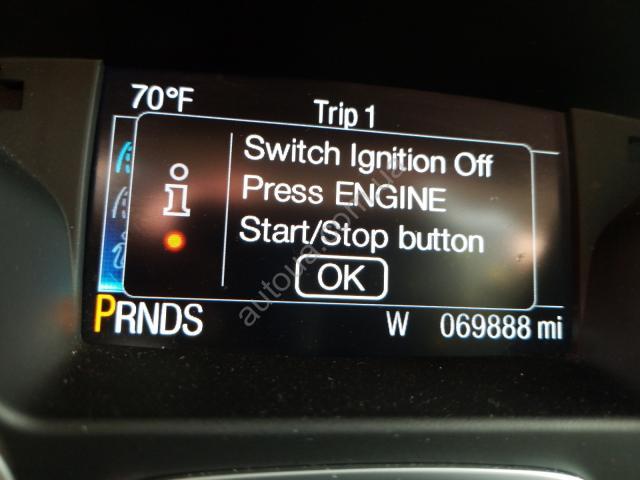 70°F
Trip 1
Switch Ignition Off
Press ENGINE
Start/Stop button
OK
PRNDS
W 069888 mi